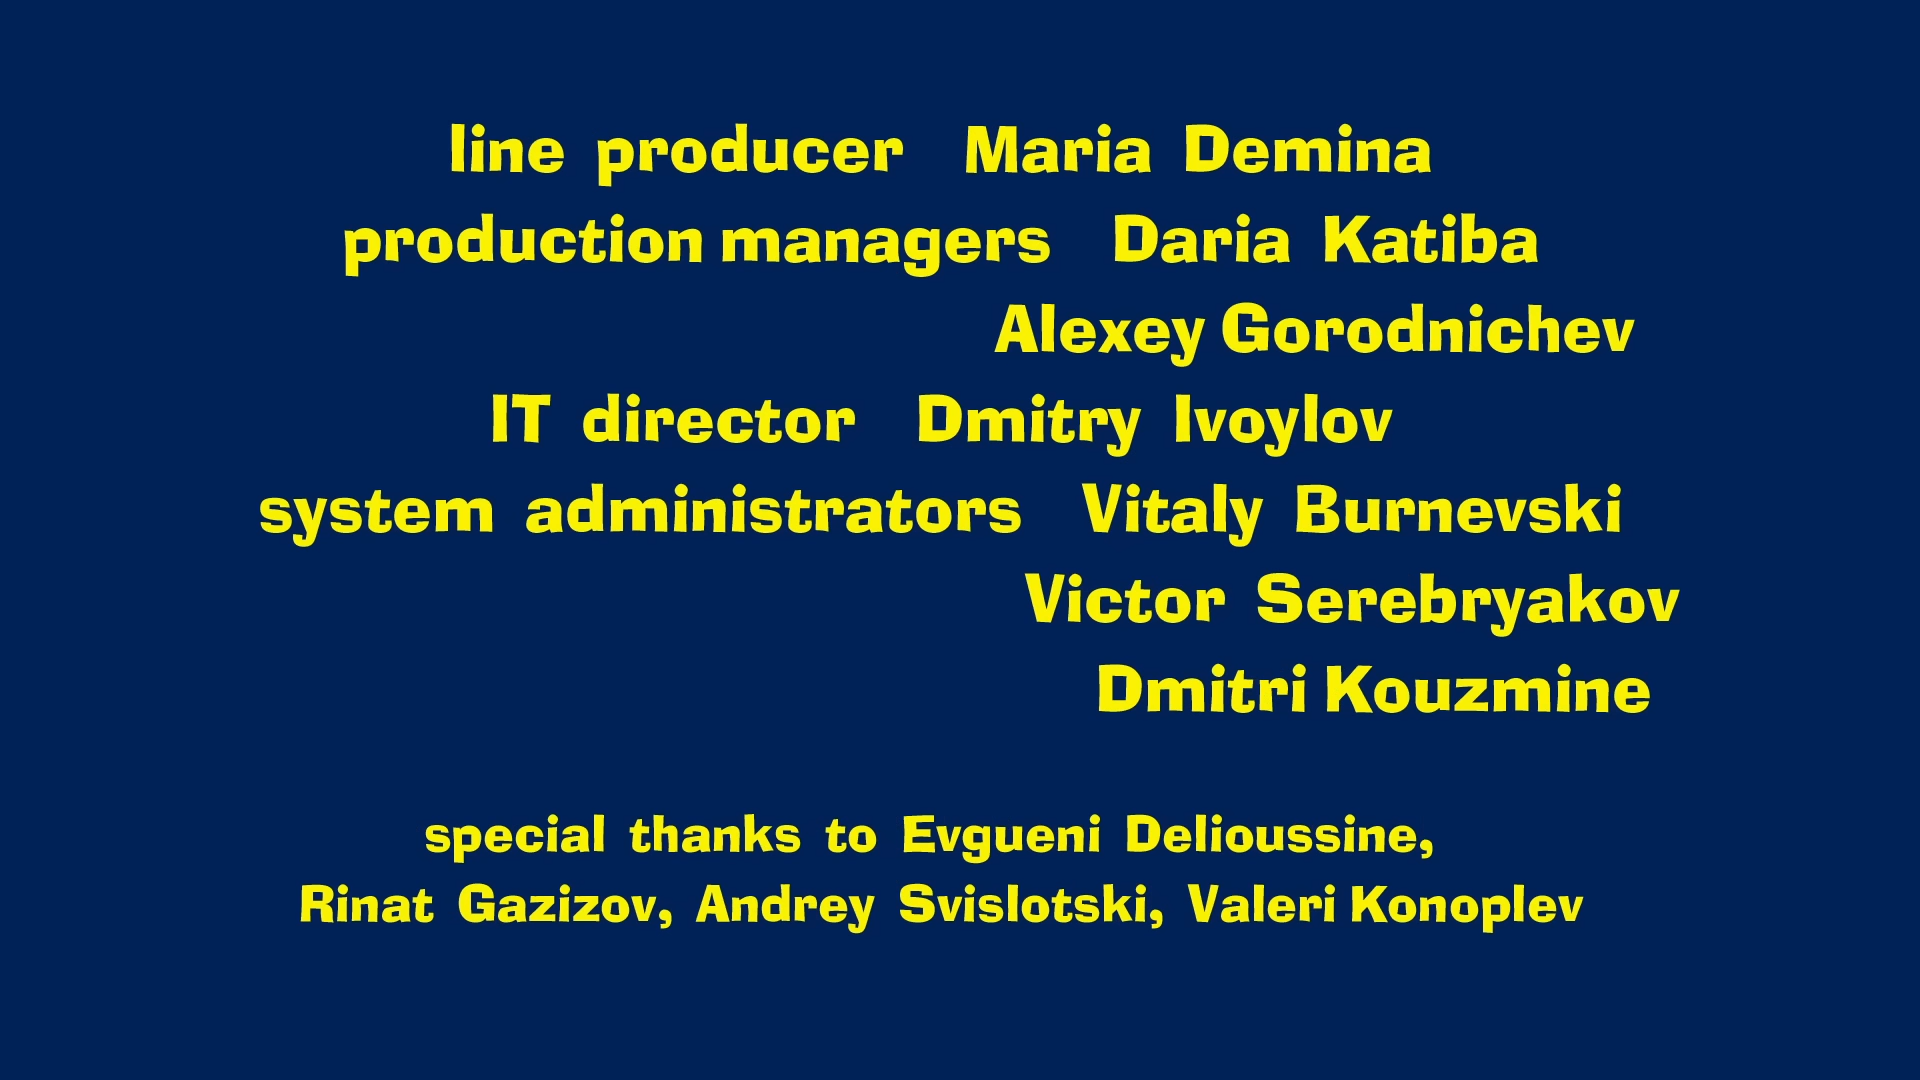 line producer Maria Demina
production managers Daria Katiba
Alexey Gorodnichev
IT director Dmitry Ivoylov
system administrators Vitaly Burnevski
Victor Serebryakov
Dmitri Kouzmine
special thanks to Evgueni Delioussine,
Rinat Gazizov, Andrey Svislotski, Valeri Konoplev